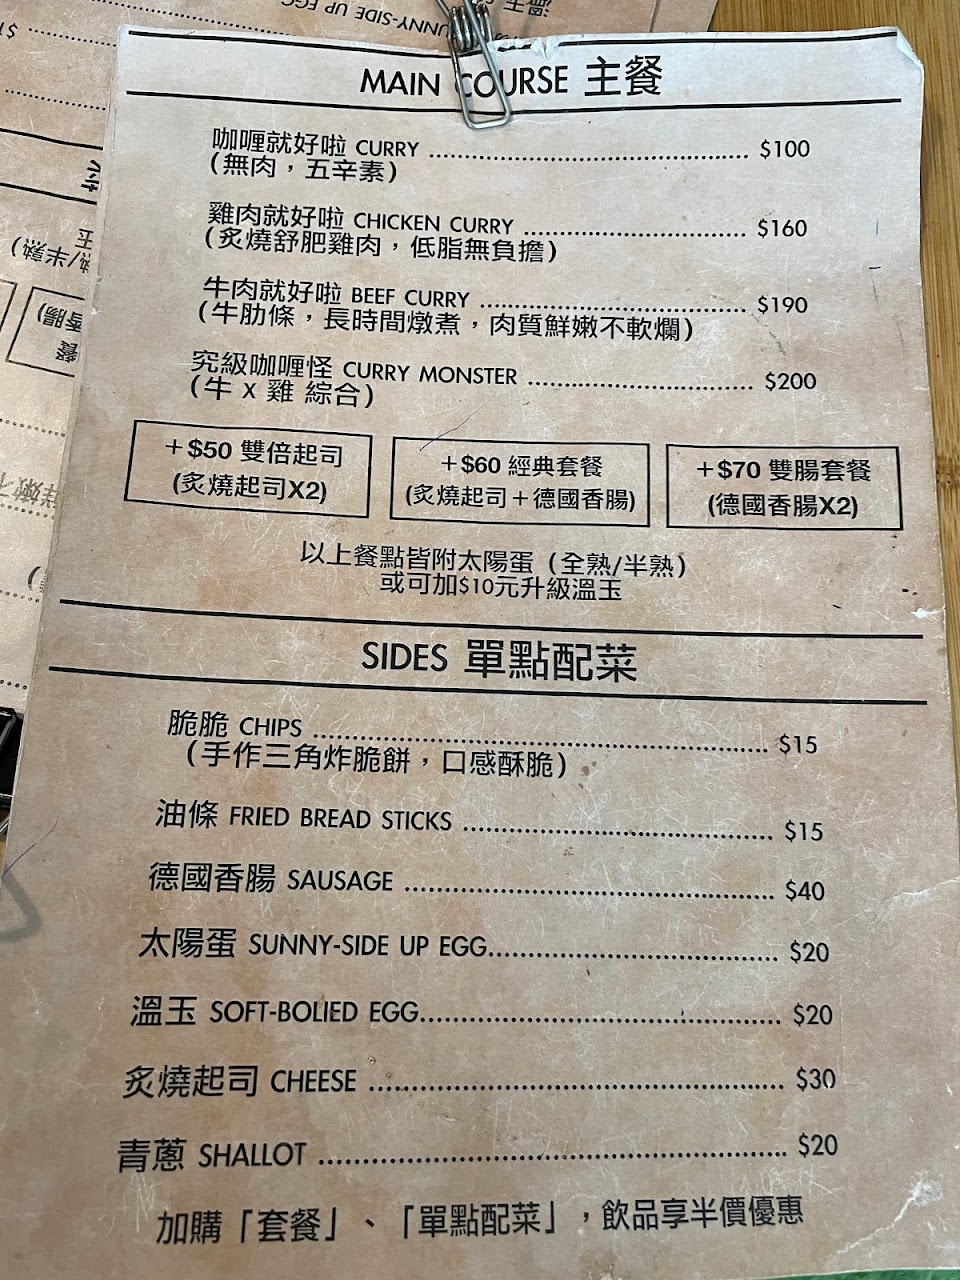 MAIN COURSE 主餐
咖喱就好啦 CURRY ........ $100
(無肉，五辛素)
雞肉就好啦 CHICKEN CURRY ........ $160
(炙燒舒肥雞肉，低脂無負擔)
牛肉就好啦 BEEF CURRY ........ $190
(牛肋條，長時間燉煮，肉質鮮嫩不軟爛)
究級咖喱怪 CURRY MONSTER ........ $200
(牛 X 雞 綜合)
+$50 雙倍起司
(炙燒起司X2)
+$60 經典套餐
(炙燒起司+德國香腸)
+$70 雙腸套餐
(德國香腸X2)
以上餐點皆附太陽蛋 (全熟/半熟)
或可加$10元升級溫玉
SIDES 單點配菜
脆脆 CHIPS ........ $15
(手作三角炸脆餅，口感酥脆)
油條 FRIED BREAD STICKS ........ $15
德國香腸 SAUSAGE ........ $40
太陽蛋 SUNNY-SIDE UP EGG ........ $20
溫玉 SOFT-BOLIED EGG ........ $20
炙燒起司 CHEESE ........ $30
青蔥 SHALLOT ........ $20
加購「套餐」、「單點配菜」，飲品享半價優惠